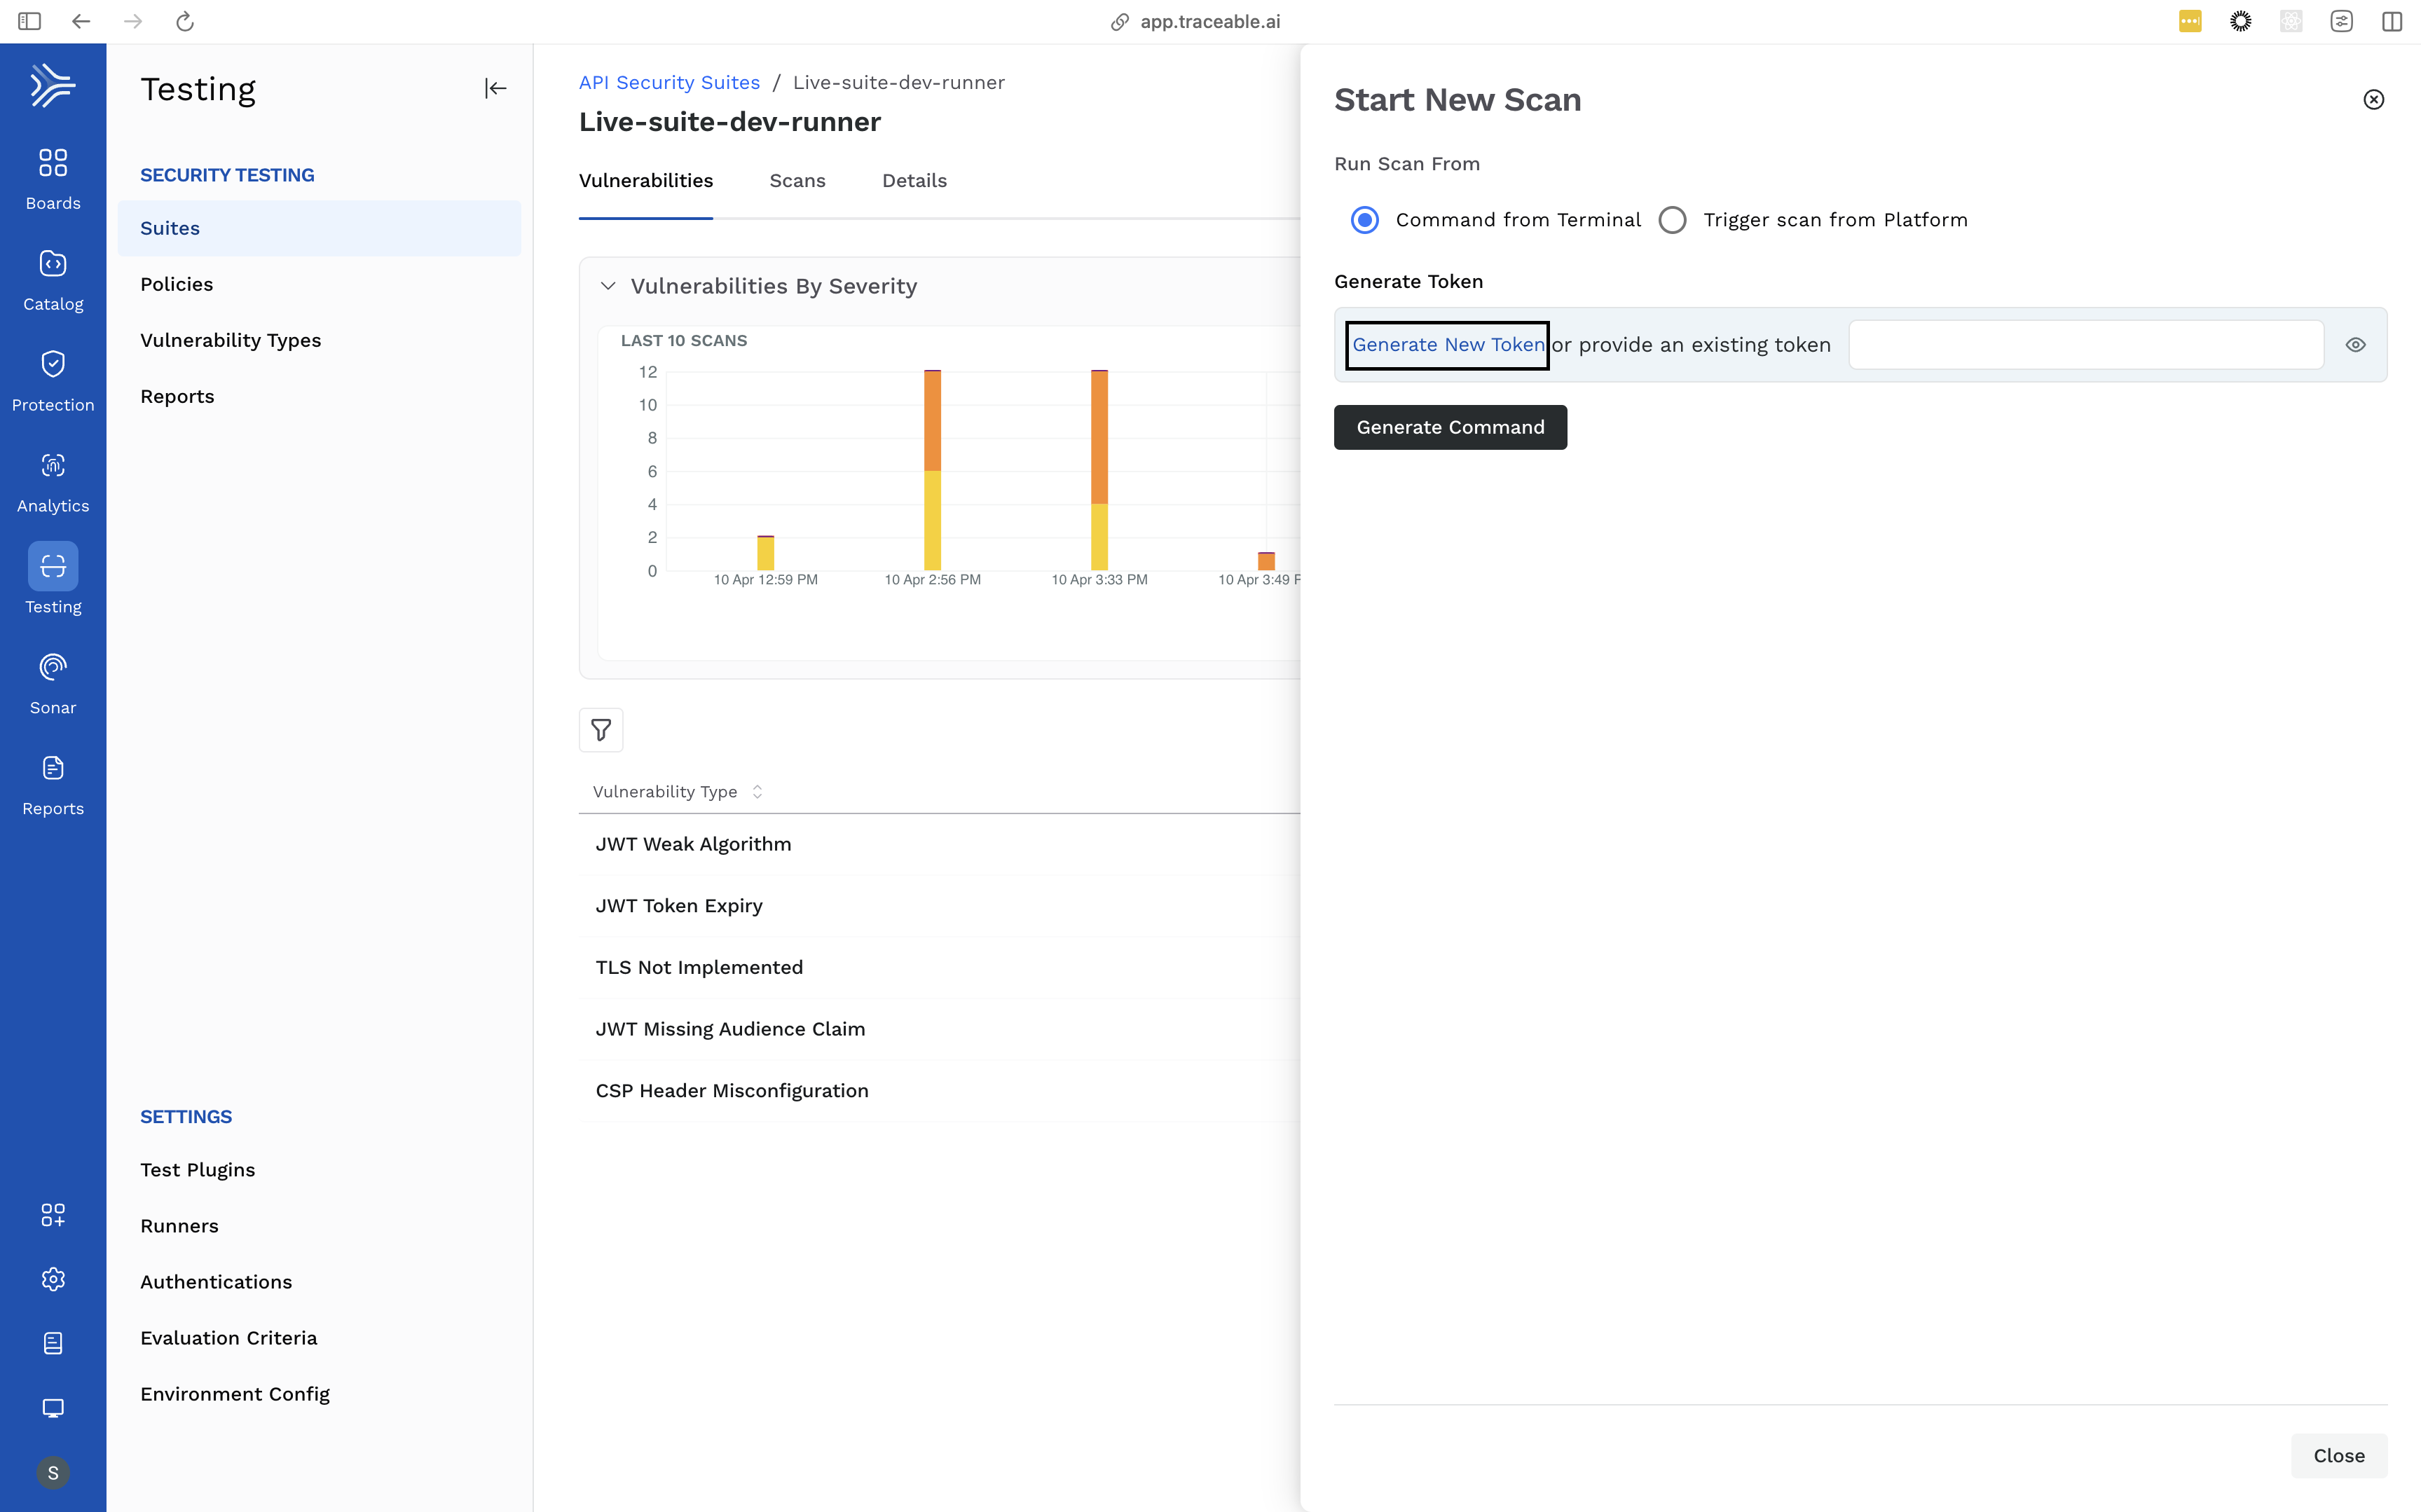 app.traceable.ai
Boards
Catalog
Protection
Analytics
Testing
Sonar
Reports
S
Testing
SECURITY TESTING
Suites
Policies
Vulnerability Types
Reports
SETTINGS
Test Plugins
Runners
Authentications
Evaluation Criteria
Environment Config
API Security Suites / Live-suite-dev-runner
Live-suite-dev-runner
Vulnerabilities Scans Details
Vulnerabilities By Severity
LAST 10 SCANS
12
10
8
6
4
2
0
10 Apr 12:59 PM 10 Apr 2:56 PM 10 Apr 3:33 PM 10 Apr 3:49 P
Vulnerability Type
JWT Weak Algorithm
JWT Token Expiry
TLS Not Implemented
JWT Missing Audience Claim
CSP Header Misconfiguration
Start New Scan
Run Scan From
Command from Terminal Trigger scan from Platform
Generate Token
Generate New Token or provide an existing token
Generate Command
Close